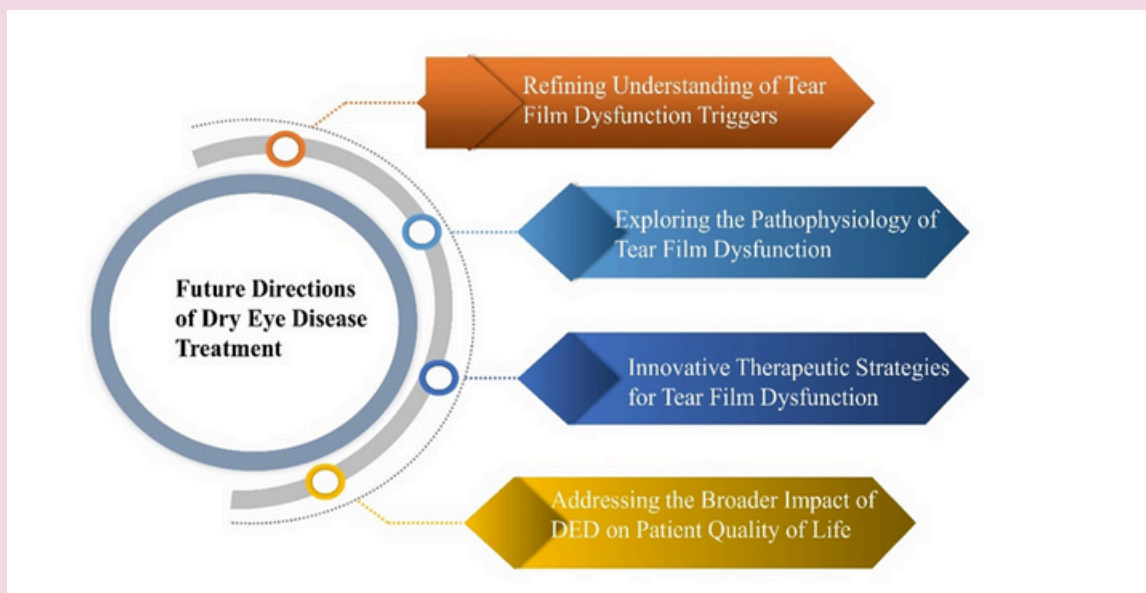 Refining Understanding of Tear
Film Dysfunction Triggers
Exploring the Pathophysiology of
Tear Film Dysfunction
Future Directions
of Dry Eye Disease
Treatment
Innovative Therapeutic Strategies
for Tear Film Dysfunction
Addressing the Broader Impact of
DED on Patient Quality of Life